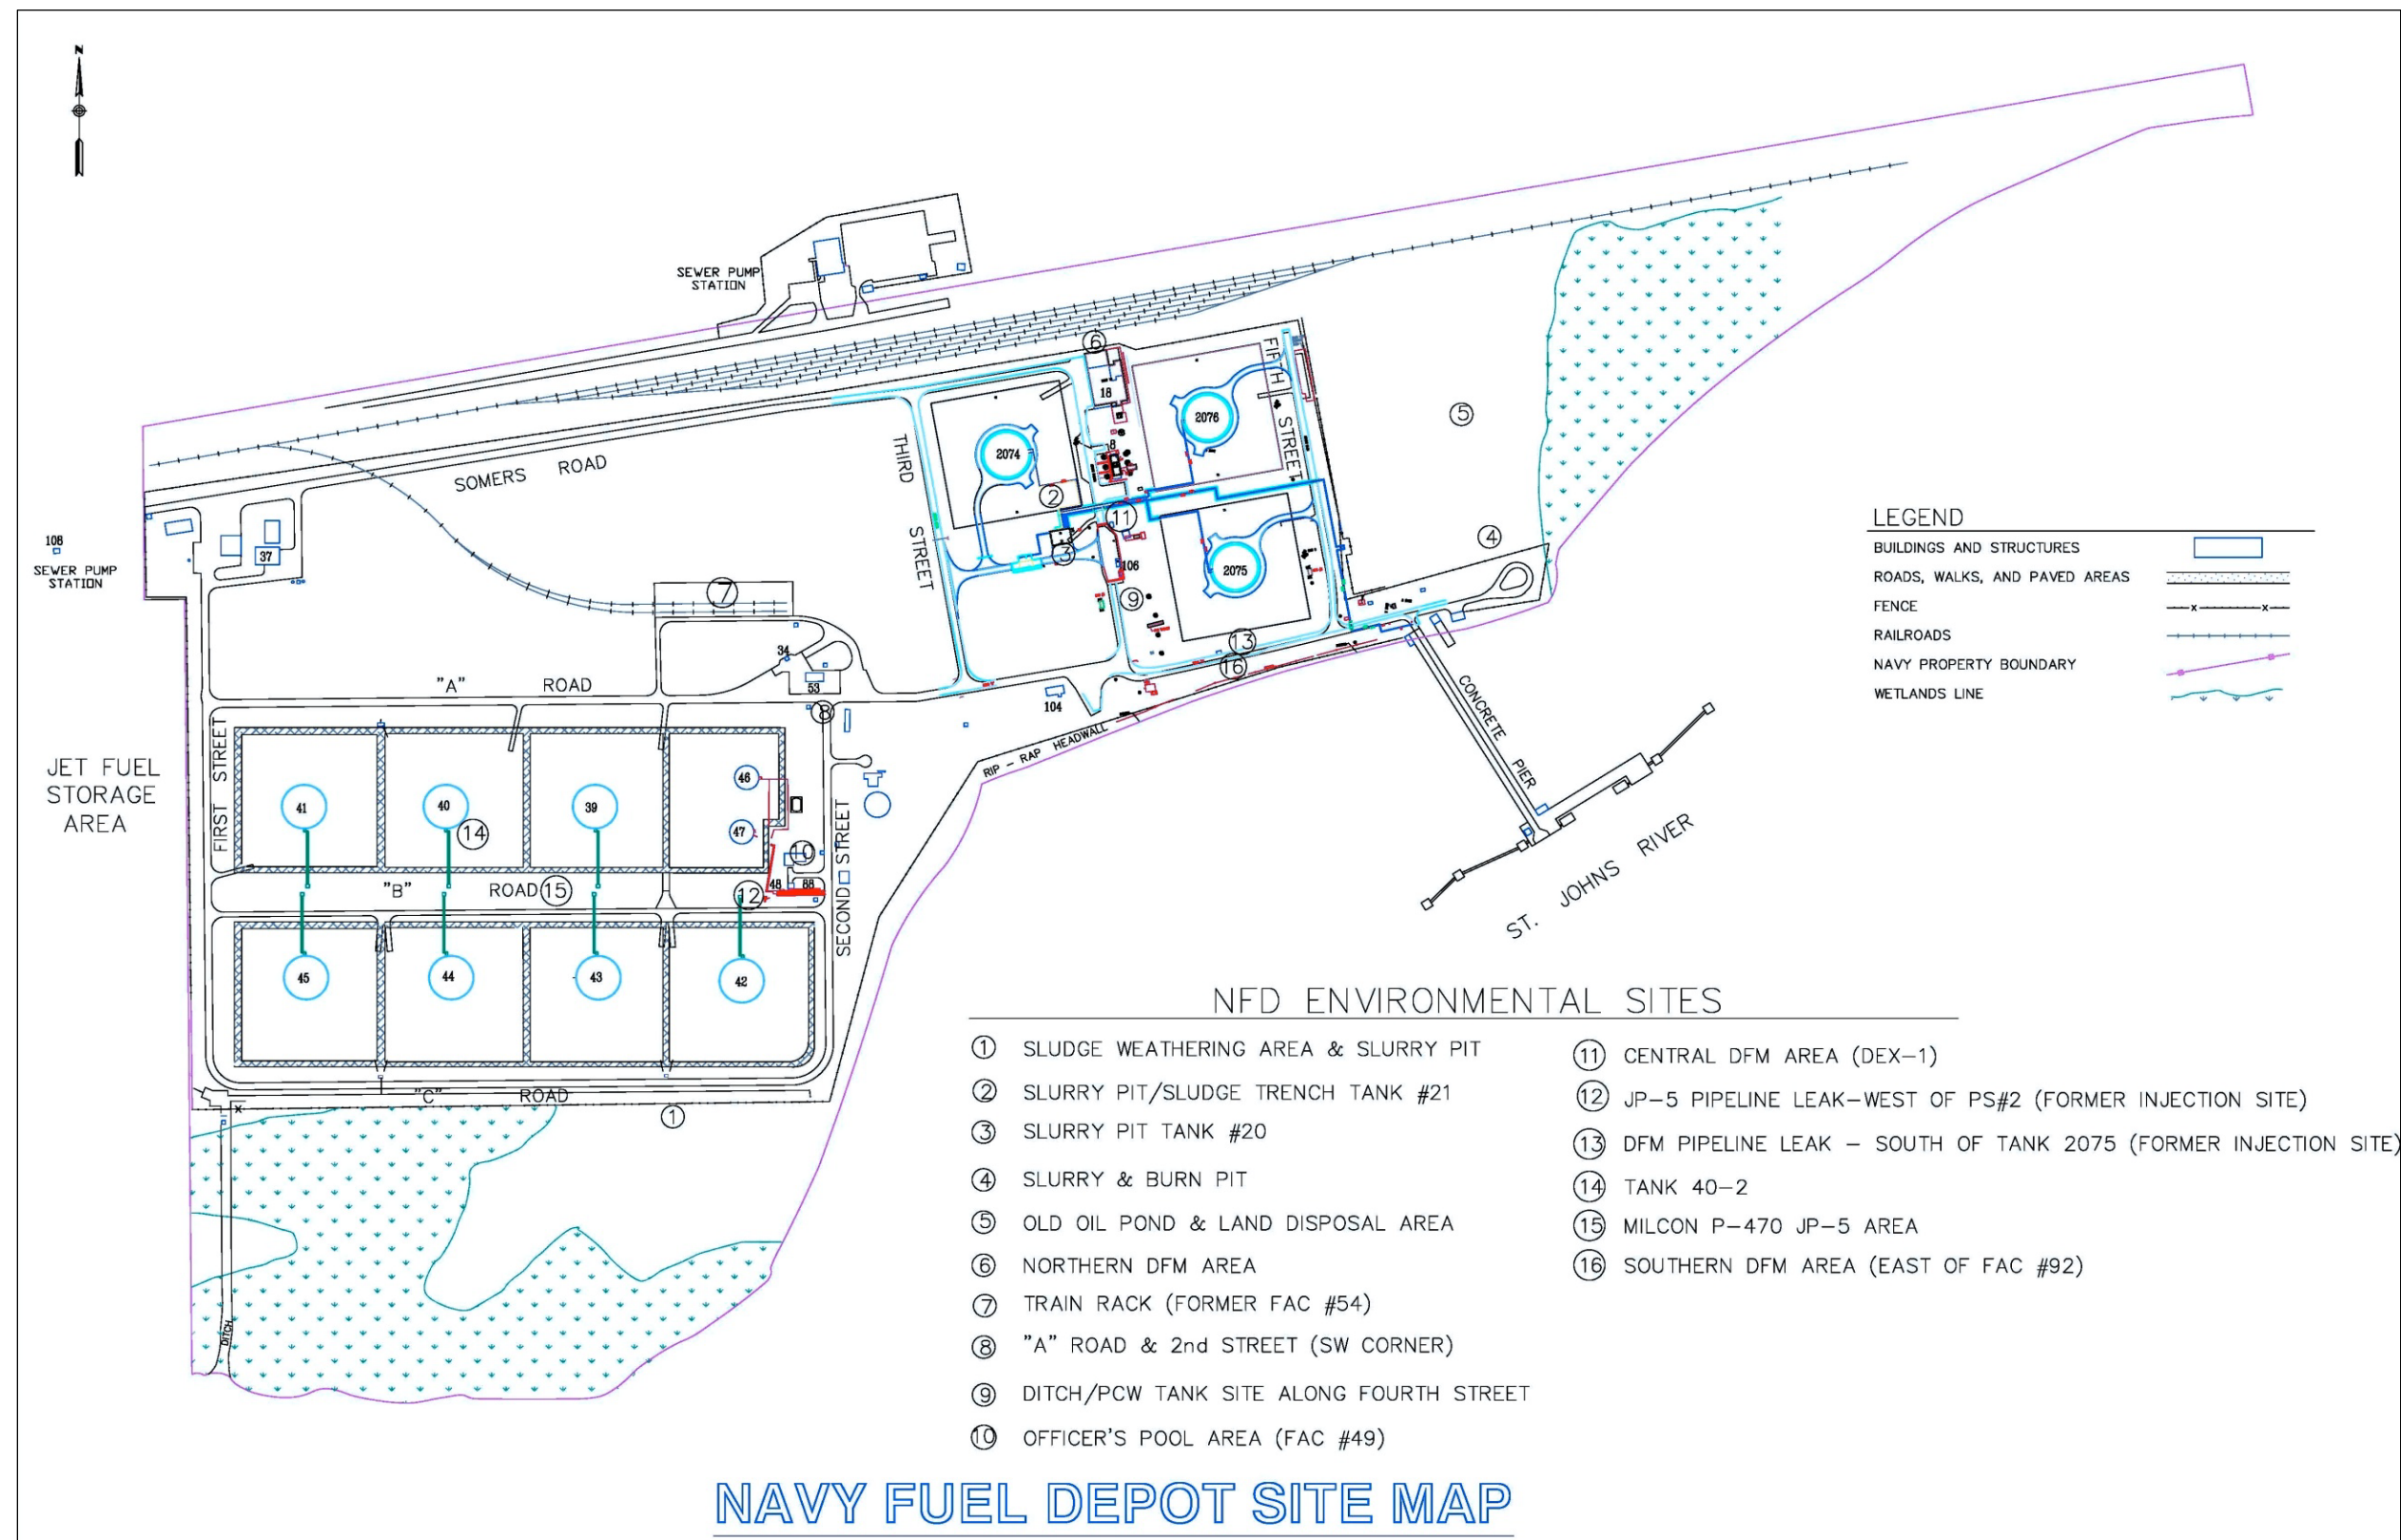 N
SEWER PUMP
STATION
SOMERS ROAD
THIRD
STREET
FIFTH
STREET
6
18
2076
8
2074
2
5
11
3
4
106
2075
9
13
16
108
SEWER PUMP
STATION
37
7
34
53
"A" ROAD
8
104
RIP - RAP HEADWALL
CONCRETE PIER
ST. JOHNS RIVER
JET FUEL
STORAGE
AREA
FIRST STREET
SECOND STREET
41
40
39
46
47
14
10
48
88
12
"B" ROAD
15
45
44
43
42
"C" ROAD
1
DITCH
LEGEND
BUILDINGS AND STRUCTURES
ROADS, WALKS, AND PAVED AREAS
FENCE
RAILROADS
NAVY PROPERTY BOUNDARY
WETLANDS LINE
NFD ENVIRONMENTAL SITES
1 SLUDGE WEATHERING AREA & SLURRY PIT
2 SLURRY PIT/SLUDGE TRENCH TANK #21
3 SLURRY PIT TANK #20
4 SLURRY & BURN PIT
5 OLD OIL POND & LAND DISPOSAL AREA
6 NORTHERN DFM AREA
7 TRAIN RACK (FORMER FAC #54)
8 "A" ROAD & 2nd STREET (SW CORNER)
9 DITCH/PCW TANK SITE ALONG FOURTH STREET
10 OFFICER'S POOL AREA (FAC #49)
11 CENTRAL DFM AREA (DEX-1)
12 JP-5 PIPELINE LEAK-WEST OF PS#2 (FORMER INJECTION SITE)
13 DFM PIPELINE LEAK - SOUTH OF TANK 2075 (FORMER INJECTION SITE)
14 TANK 40-2
15 MILCON P-470 JP-5 AREA
16 SOUTHERN DFM AREA (EAST OF FAC #92)
NAVY FUEL DEPOT SITE MAP